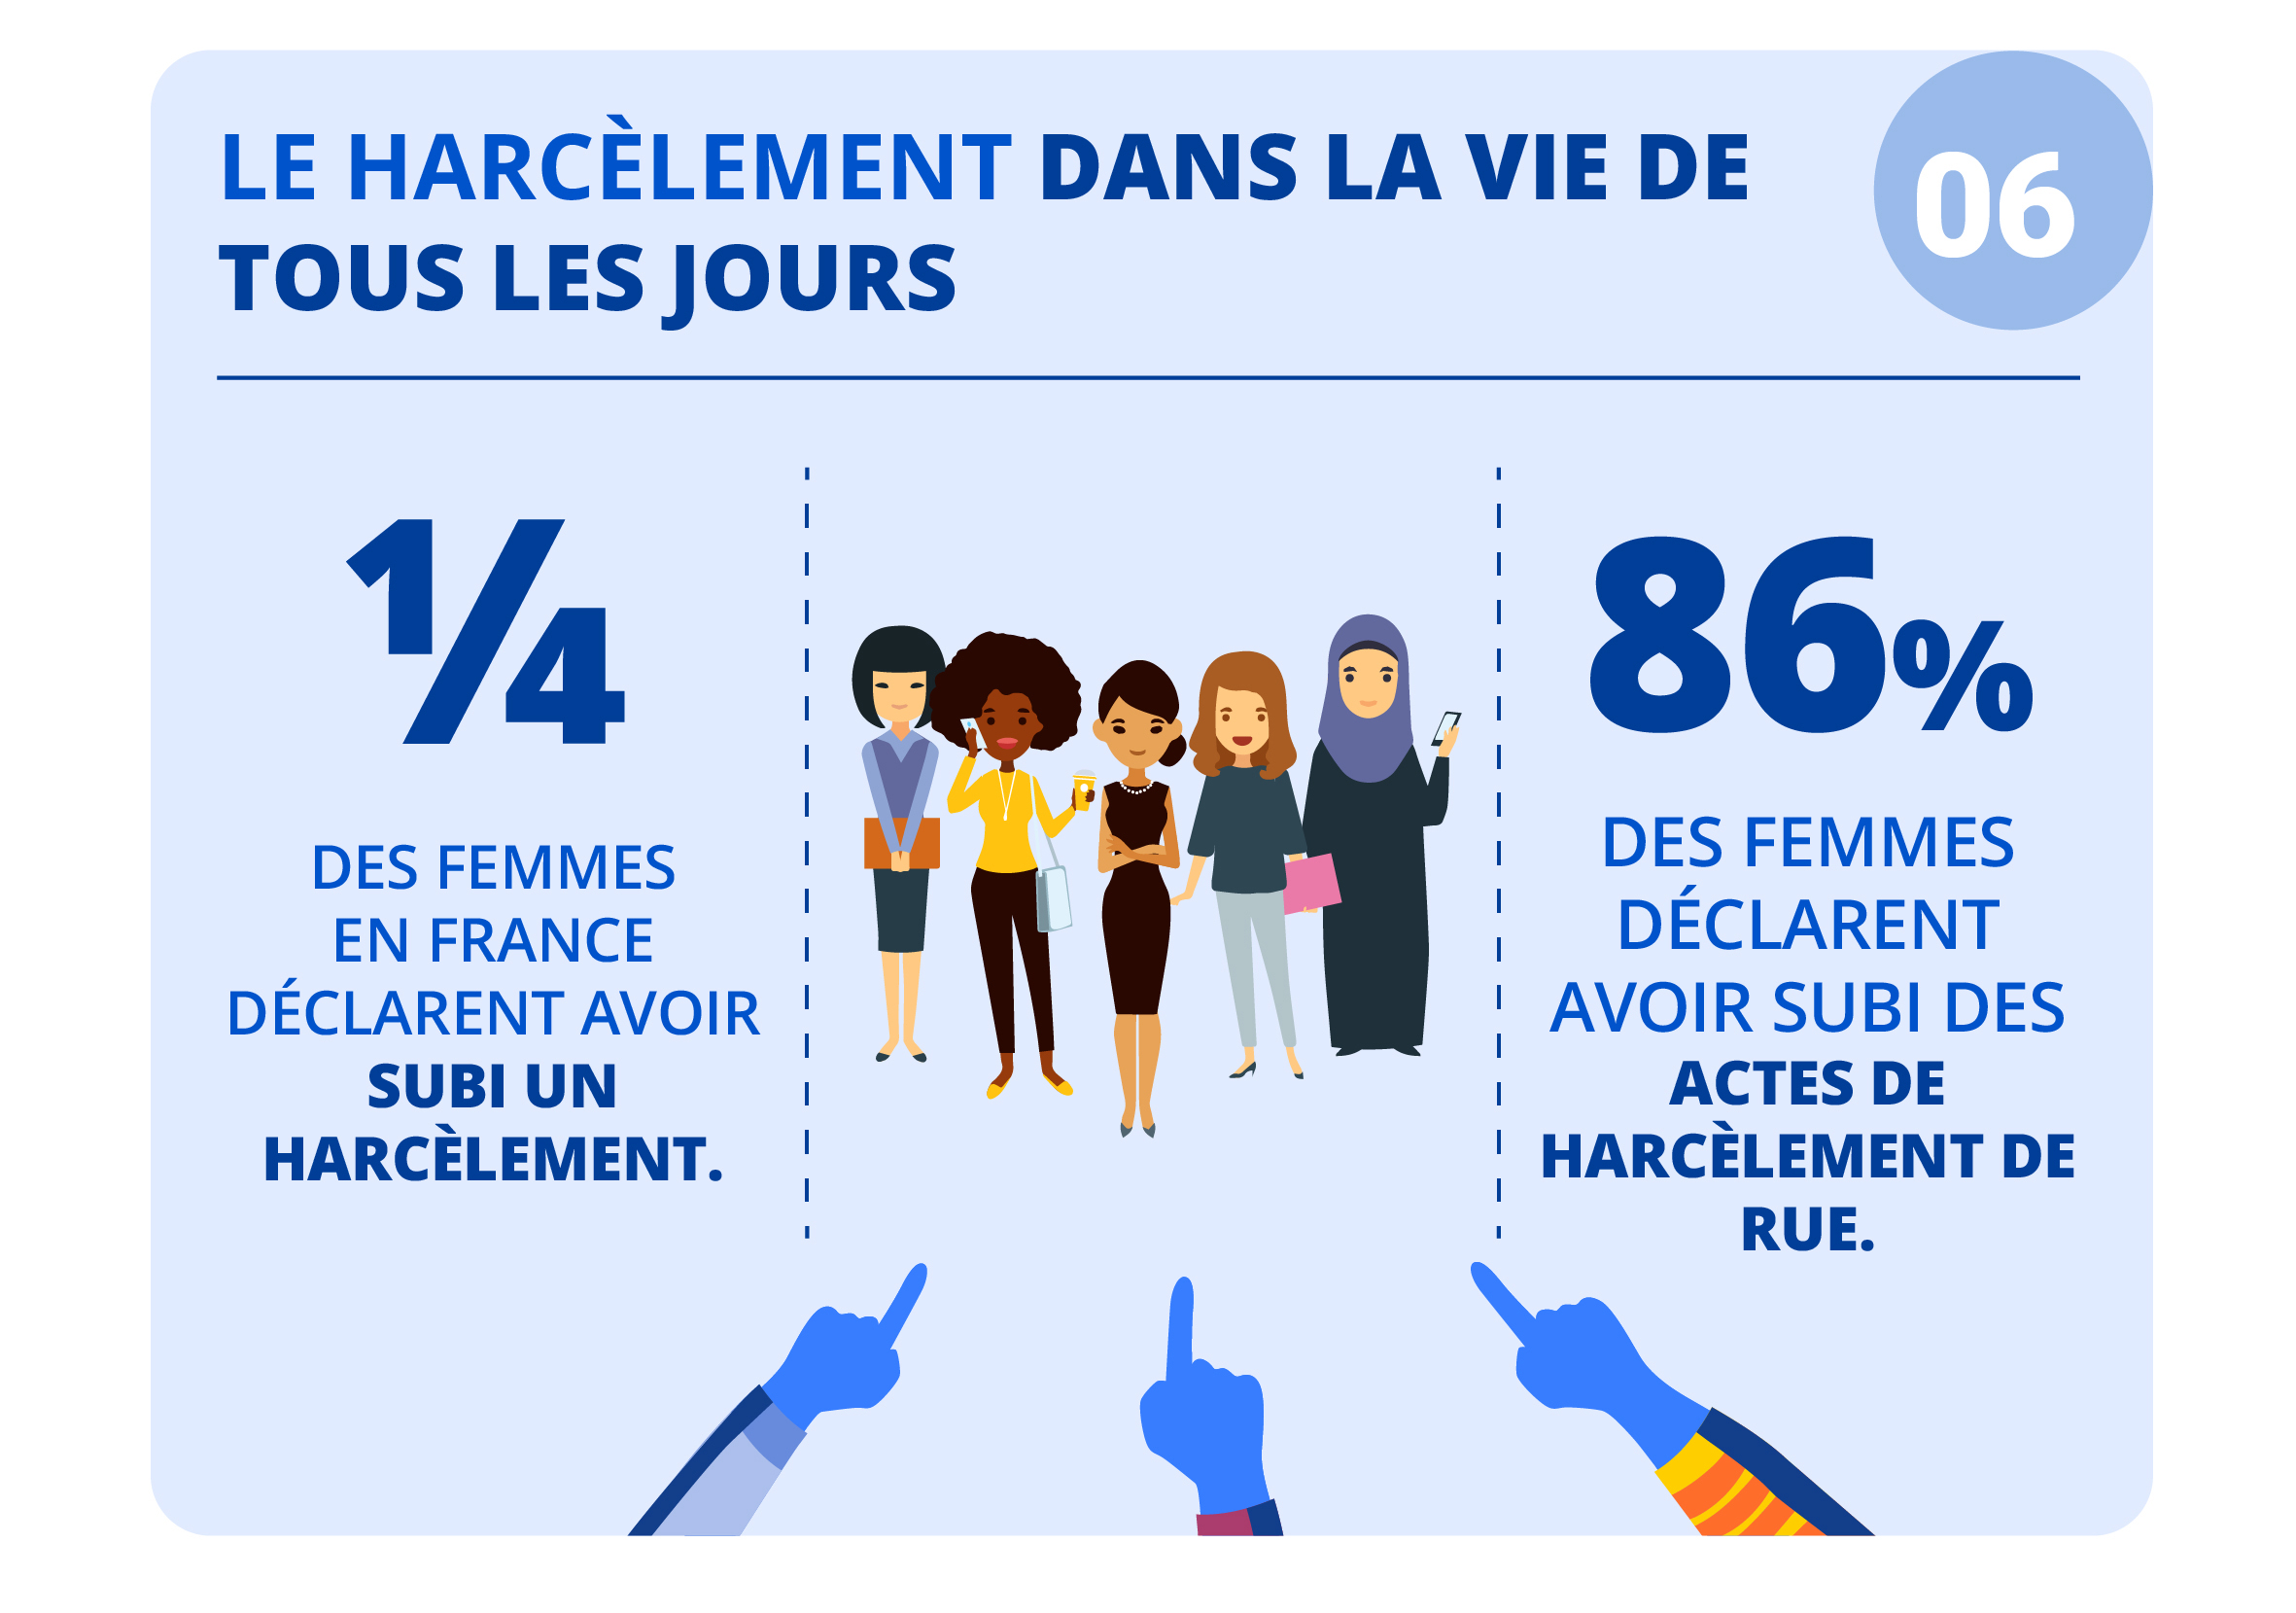 LE HARCÈLEMENT DANS LA VIE DE
TOUS LES JOURS
06
1/4
DES FEMMES
EN FRANCE
DÉCLARENT AVOIR
SUBI UN
HARCÈLEMENT.
86%
DES FEMMES
DÉCLARENT
AVOIR SUBI DES
ACTES DE
HARCÈLEMENT DE
RUE.